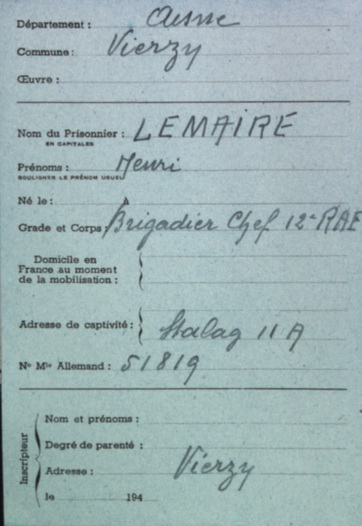 Département : Aisne
Commune : Vierzy
Œuvre :
Nom du Prisonnier : LEMAIRE
EN CAPITALES
Prénoms : Henri
SOULIGNER LE PRÉNOM USUEL
Né le : A
Grade et Corps : Brigadier Chef 12e RAE
Domicile en
France au moment
de la mobilisation :
Adresse de captivité : Stalag 11 A
No Mle Allemand : 51819
Inscripteur
Nom et prénoms :
Degré de parenté :
Adresse : Vierzy
le 194